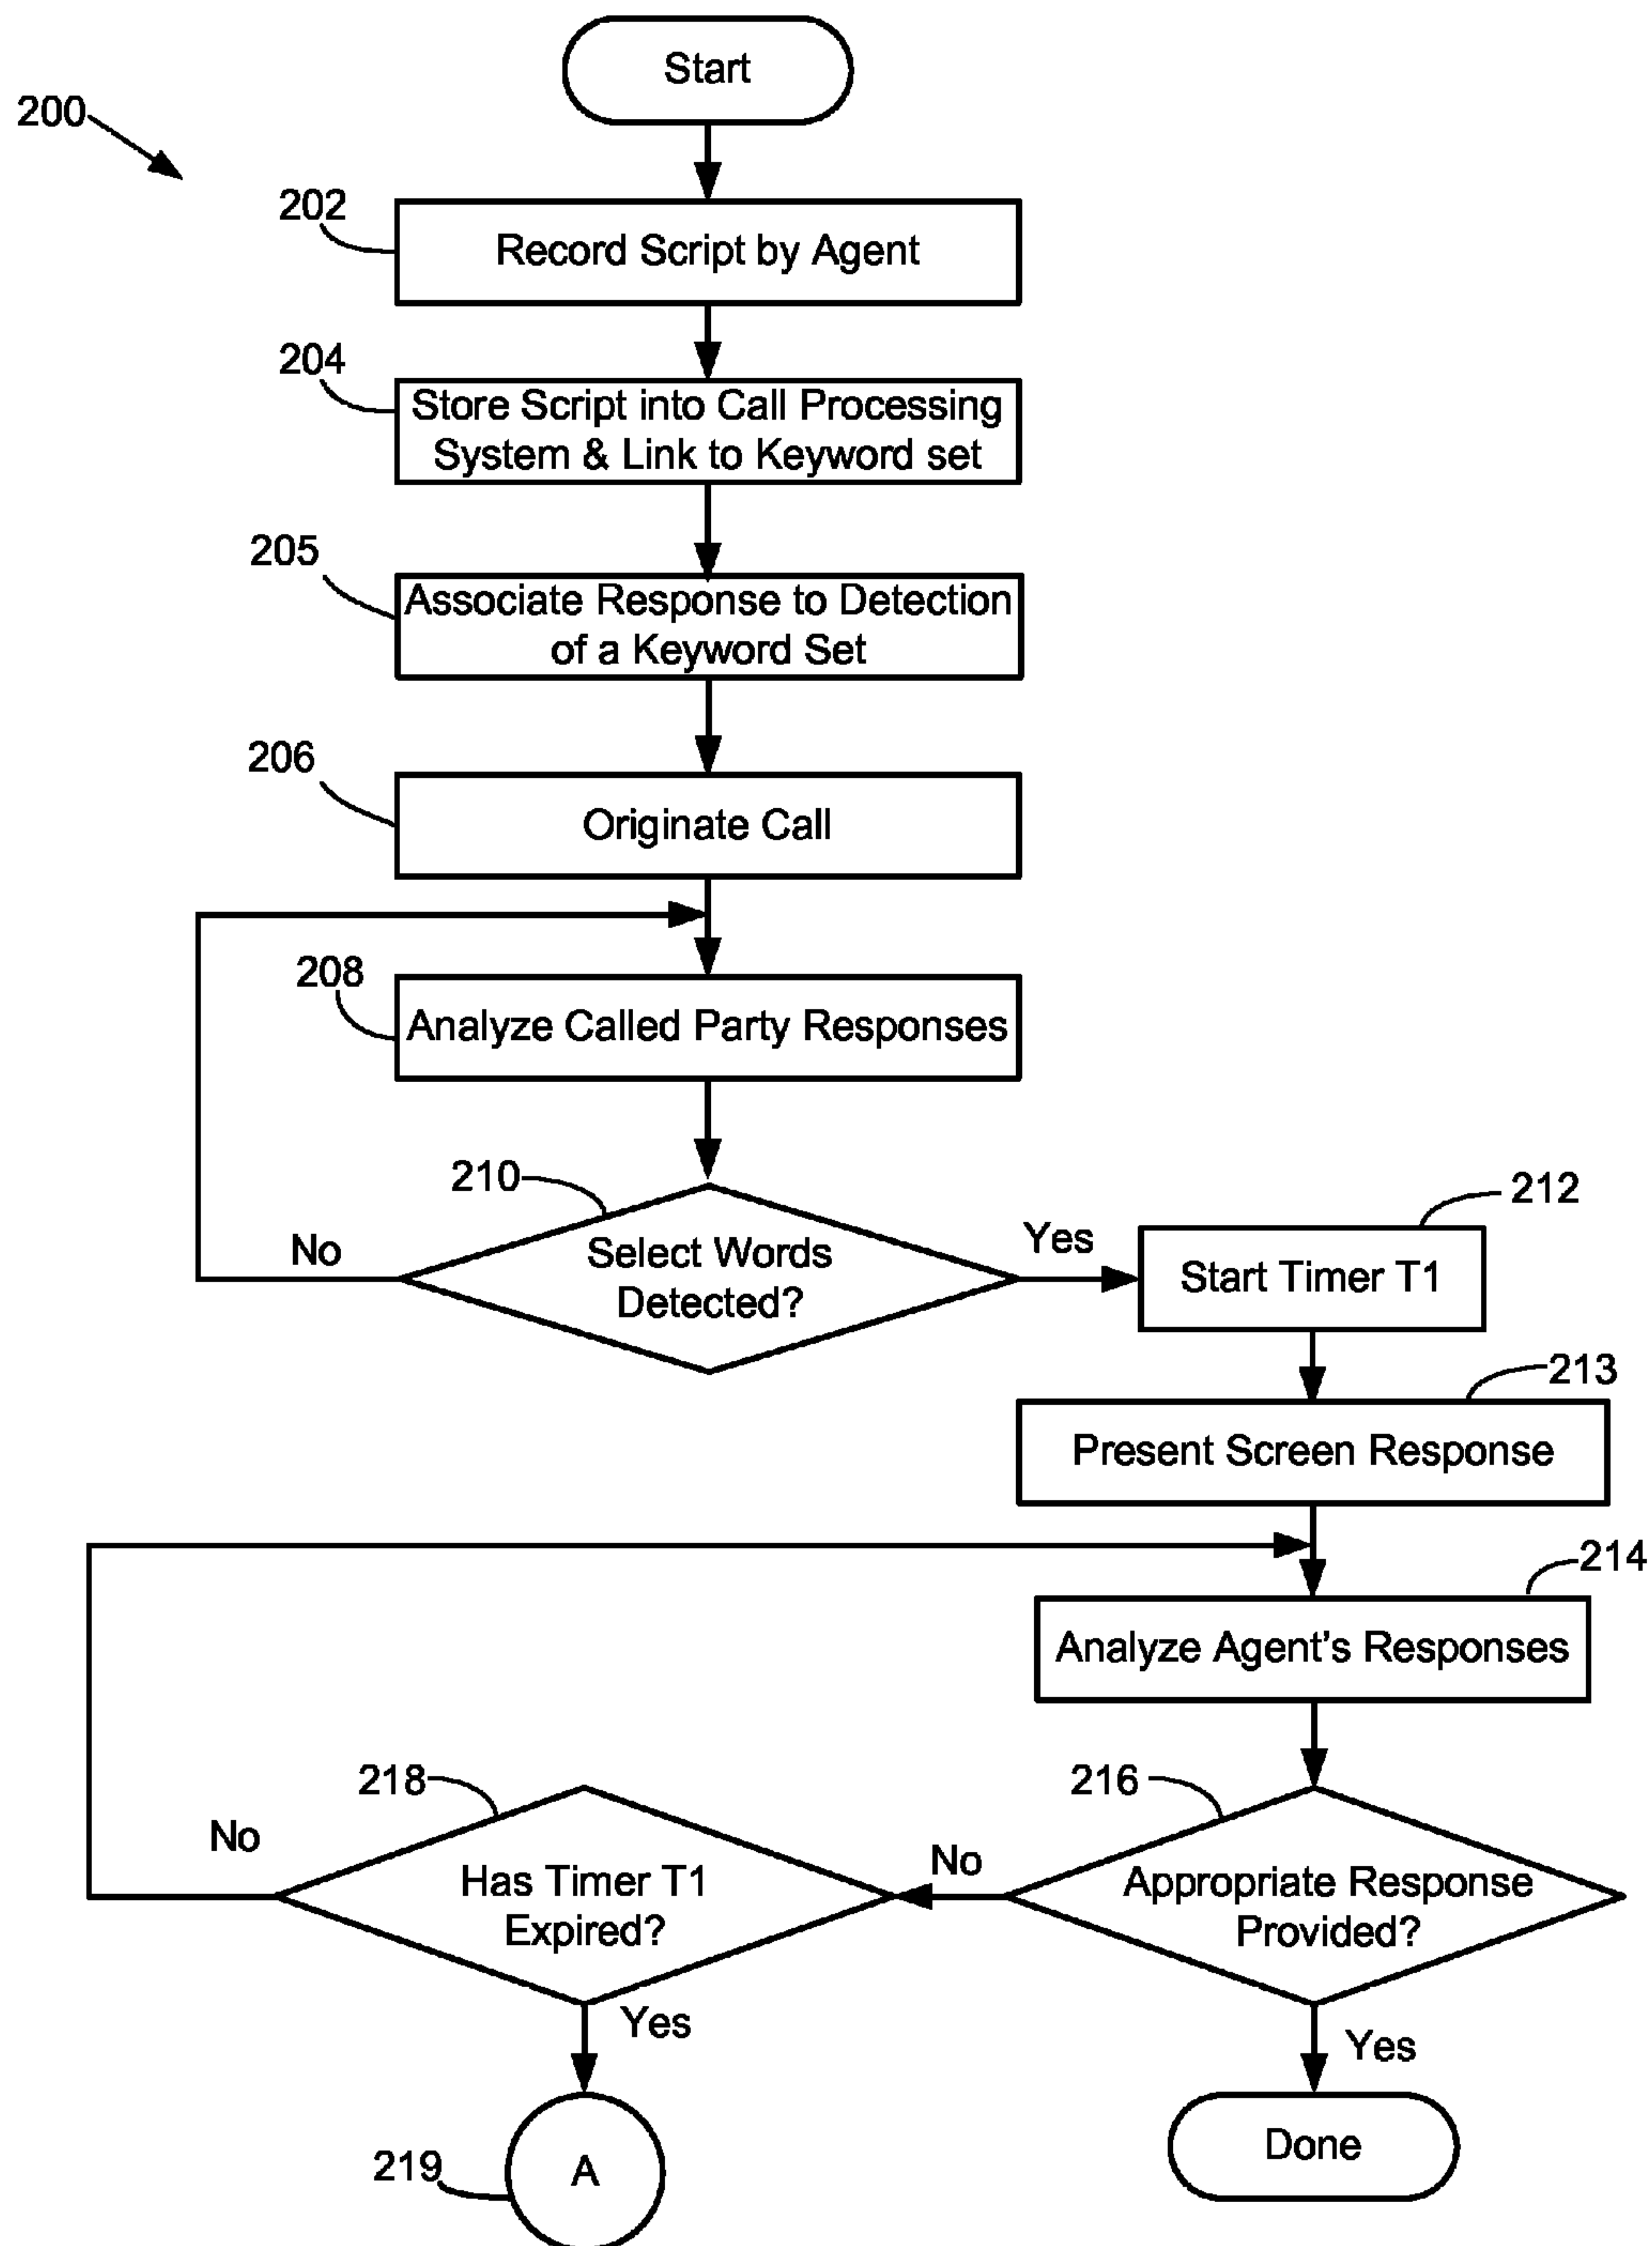 Start
200
202
Record Script by Agent
204
Store Script into Call Processing
System & Link to Keyword set
205
Associate Response to Detection
of a Keyword Set
206
Originate Call
208
Analyze Called Party Responses
210
Select Words
Detected?
No
Yes
212
Start Timer T1
213
Present Screen Response
214
Analyze Agent's Responses
216
Appropriate Response
Provided?
No
218
Has Timer T1
Expired?
No
Yes
Yes
219
A
Done